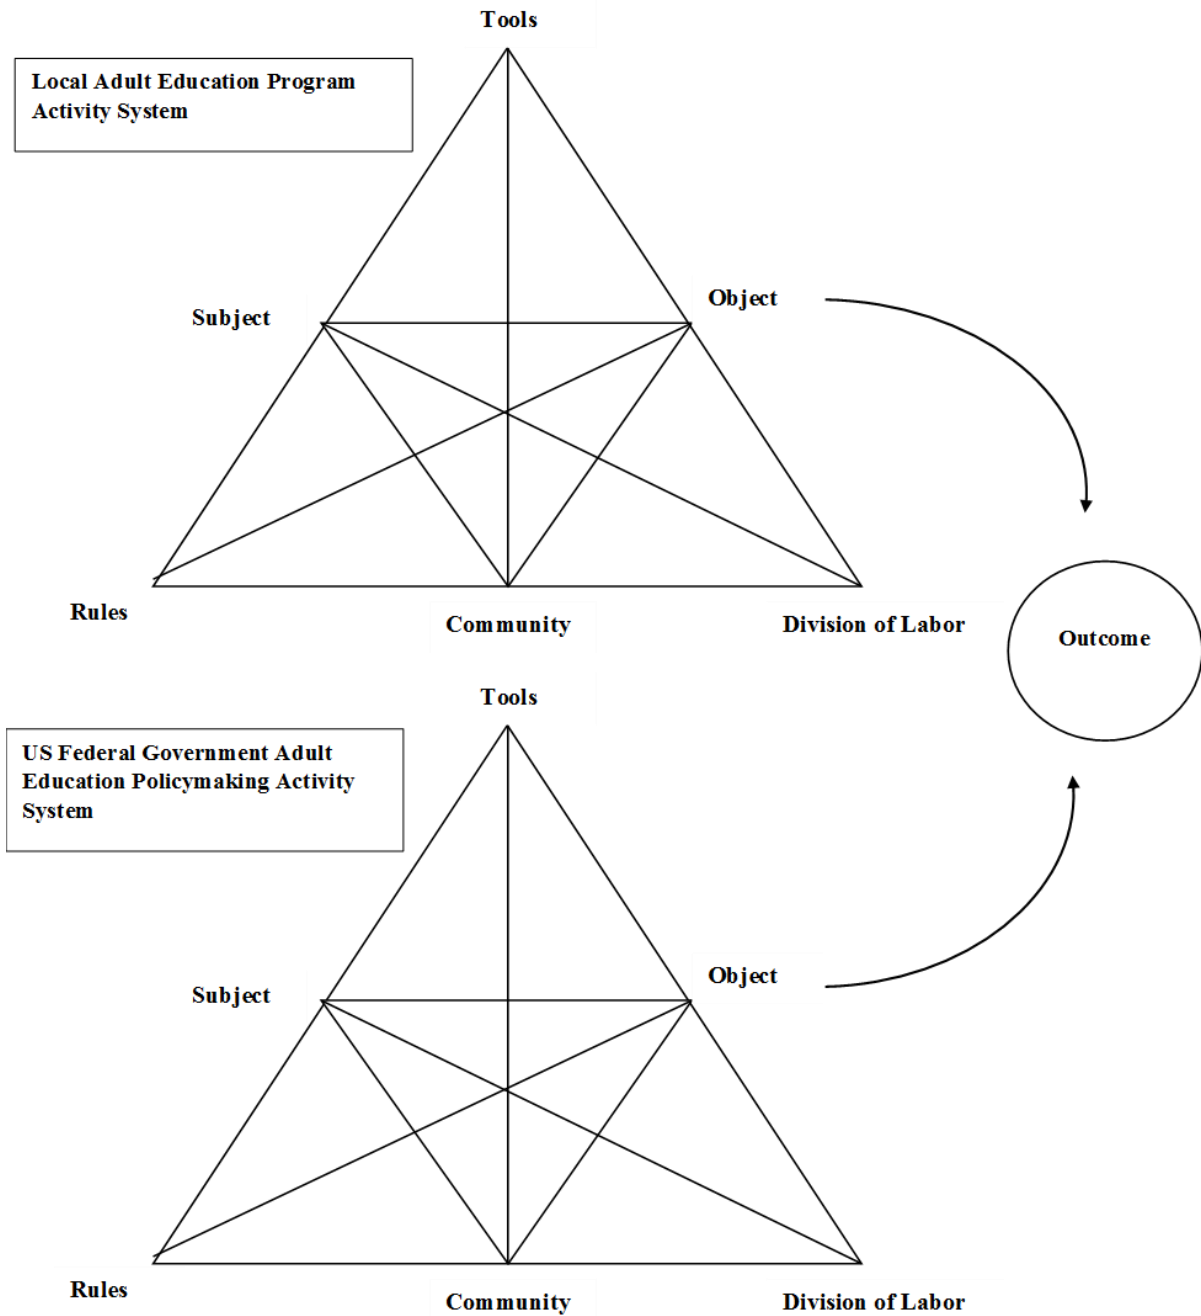 Tools
Local Adult Education Program
Activity System
Object
Subject
Rules
Community
Division of Labor
Outcome
Tools
US Federal Government Adult
Education Policymaking Activity
System
Object
Subject
Rules
Community
Division of Labor